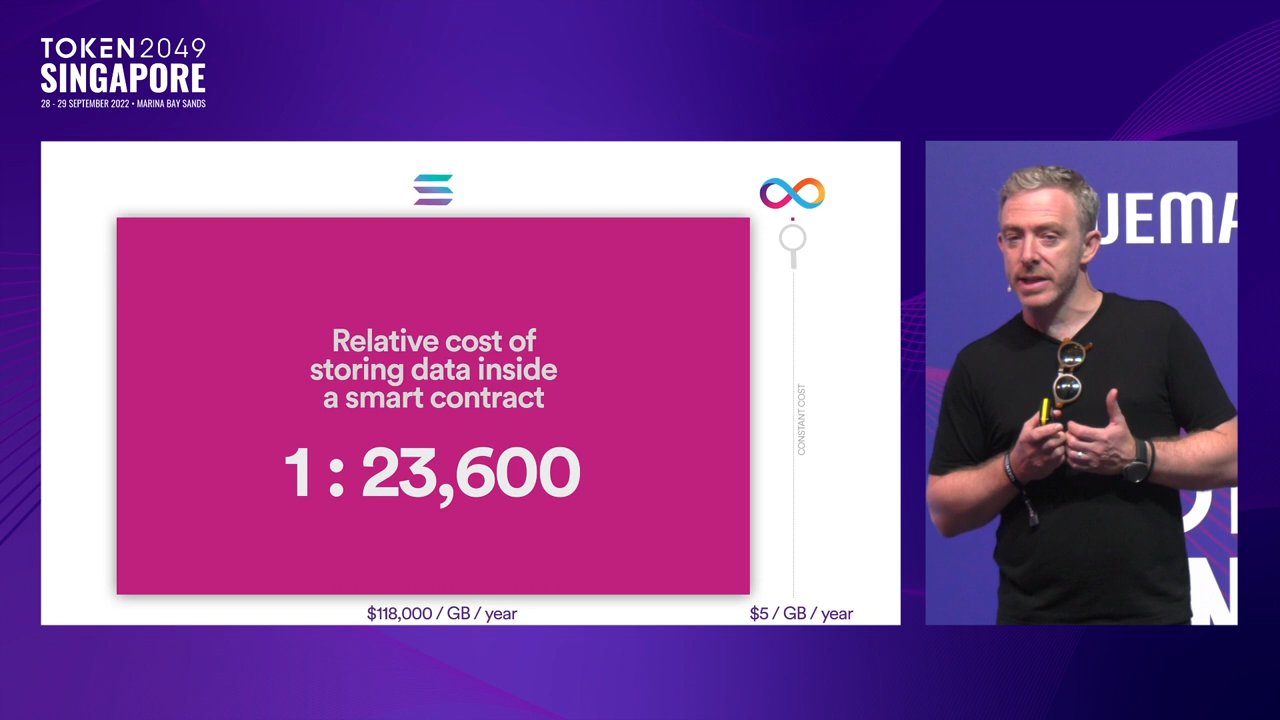 TOKEN2049
SINGAPORE
28 - 29 SEPTEMBER 2022 • MARINA BAY SANDS
Relative cost of
storing data inside
a smart contract
1 : 23,600
CONSTANT COST
$118,000 / GB / year
$5 / GB / year
UEMA